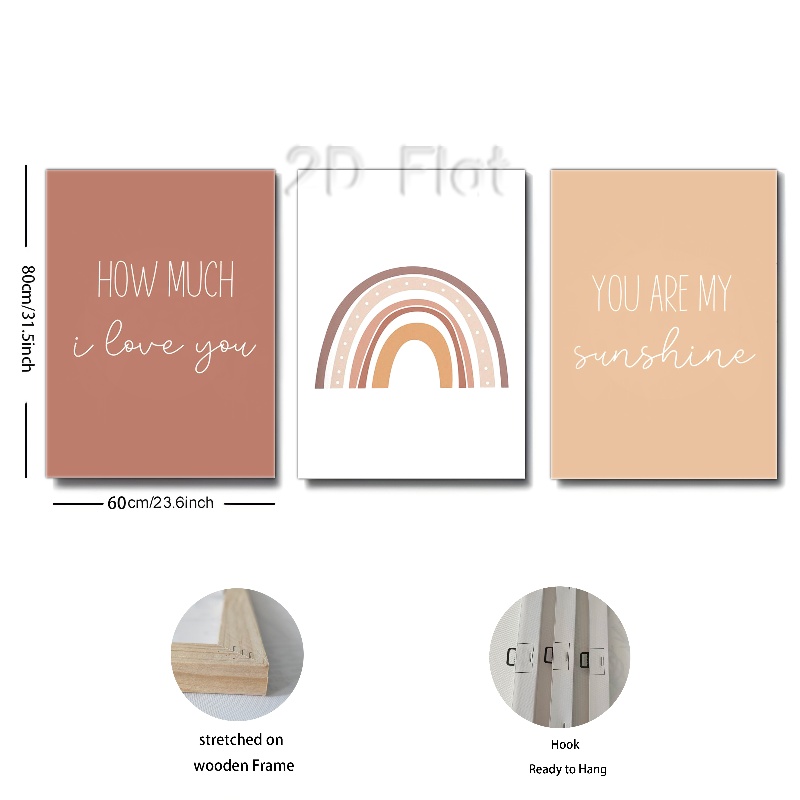 2D Flat
HOW MUCH
i love you
YOU ARE MY
sunshine
80cm/31.5inch
60cm/23.6inch
stretched on
wooden Frame
Hook
Ready to Hang